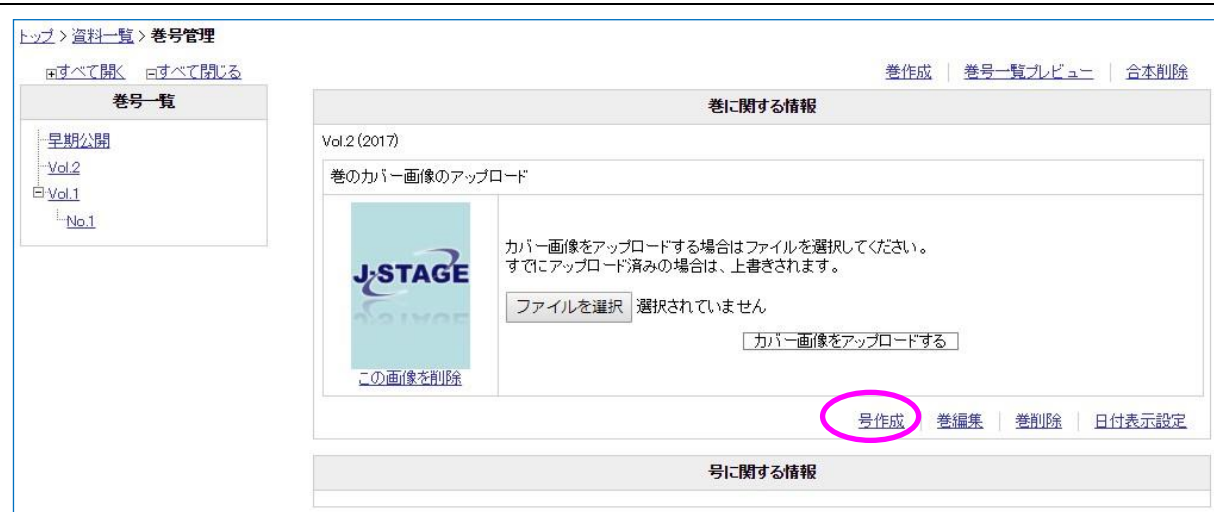 トップ > 資料一覧 > 巻号管理
すべて開く すべて閉じる
巻作成 | 巻号一覧プレビュー | 合本削除
巻号一覧
早期公開
Vol.2
Vol.1
No.1
巻に関する情報
Vol.2 (2017)
巻のカバー画像のアップロード
J-STAGE
この画像を削除
カバー画像をアップロードする場合はファイルを選択してください。
すでにアップロード済みの場合は、上書きされます。
ファイルを選択 選択されていません
カバー画像をアップロードする
号作成 | 巻編集 | 巻削除 | 日付表示設定
号に関する情報